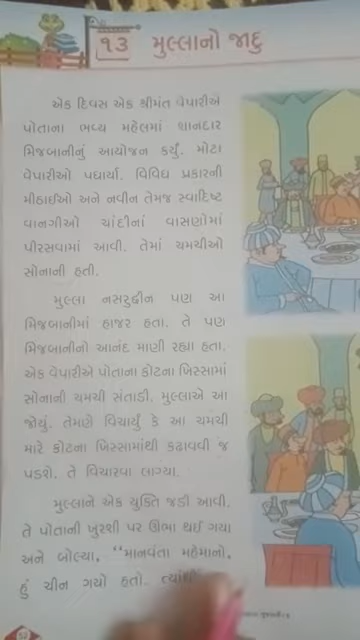 ૧૩ મુલ્લાનો જાદુ
એક દિવસ એક શ્રીમંત વેપારીએ
પોતાના ભવ્ય મહેલમાં શાનદાર
મિજબાનીનું આયોજન કર્યું. મોટા
વેપારીઓ પધાર્યા. વિવિધ પ્રકારની
મીઠાઈઓ અને નવીન તેમજ સ્વાદિષ્ટ
વાનગીઓ ચાંદીનાં વાસણોમાં
પીરસવામાં આવી. તેમાં ચમચીઓ
સોનાની હતી.
મુલ્લા નસરુદ્દીન પણ આ
મિજબાનીમાં હાજર હતા. તે પણ
મિજબાનીનો આનંદ માણી રહ્યા હતા.
એક વેપારીએ પોતાના કોટના ખિસ્સામાં
સોનાની ચમચી સંતાડી. મુલ્લાએ આ
જોયું. તેમણે વિચાર્યું કે આ ચમચી
મારે કોટના ખિસ્સામાંથી કઢાવવી જ
પડશે. તે વિચારવા લાગ્યા.
મુલ્લાને એક યુક્તિ જડી આવી.
તે પોતાની ખુરશી પર ઊભા થઈ ગયા
અને બોલ્યા, “માનવંતા મહેમાનો,
હું ચીન ગયો હતો. ત્યાંથી